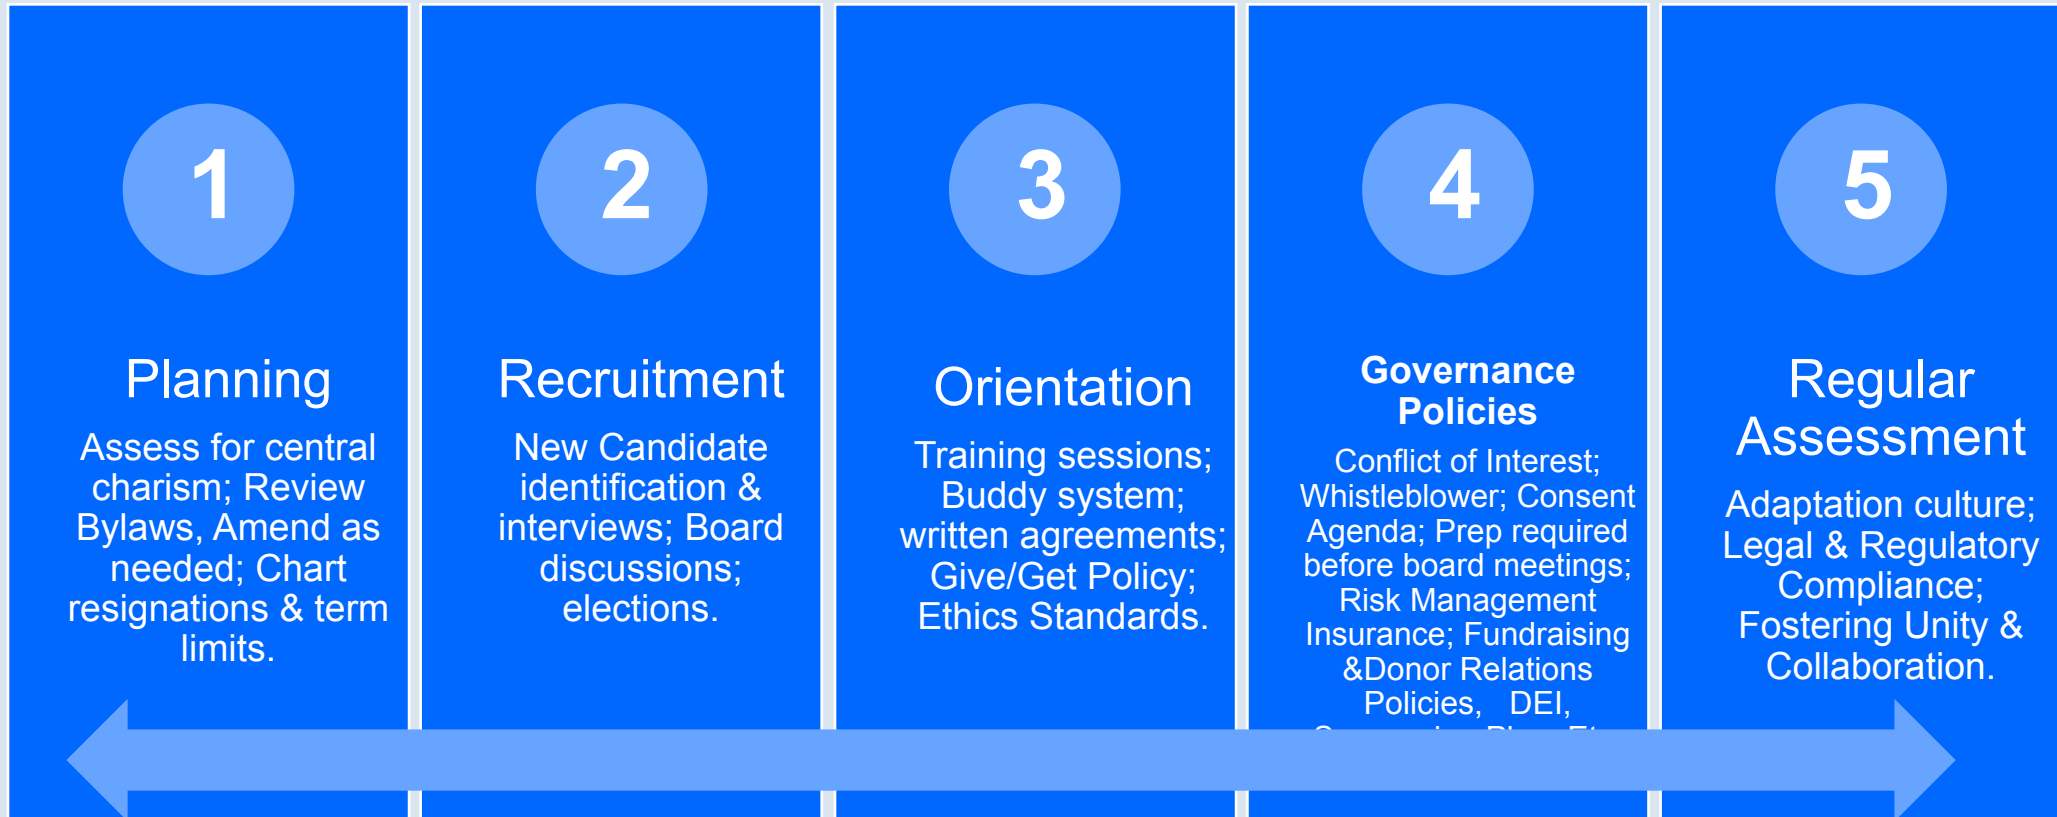 1
Planning
Assess for central
charism; Review
Bylaws, Amend as
needed; Chart
resignations & term
limits.
2
Recruitment
New Candidate
identification &
interviews; Board
discussions;
elections.
3
Orientation
Training sessions;
Buddy system;
written agreements;
Give/Get Policy;
Ethics Standards.
4
Governance
Policies
Conflict of Interest;
Whistleblower; Consent
Agenda; Prep required
before board meetings;
Risk Management
Insurance; Fundraising
&Donor Relations
Policies, DEI,
5
Regular
Assessment
Adaptation culture;
Legal & Regulatory
Compliance;
Fostering Unity &
Collaboration.